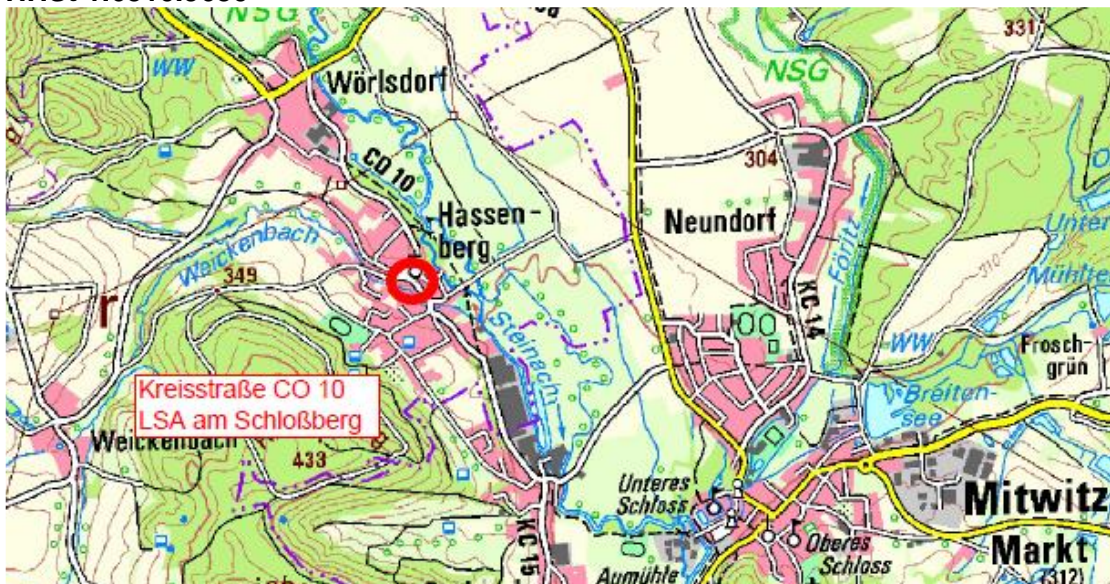 NSG
331
WW
Wörlsdorf
NSG
CO 10
304
Hassen-
berg
Neundorf
Weickenbach
349
Föritz
310
KC 14
r
Steinach
WW
Frosch-
grün
Kreisstraße CO 10
LSA am Schloßberg
Breiten-
see
Weickenbach
433
Unteres
Schloss
Mitwitz
KC 15
Oberes
Schloss
Markt
(312)
Aumühle